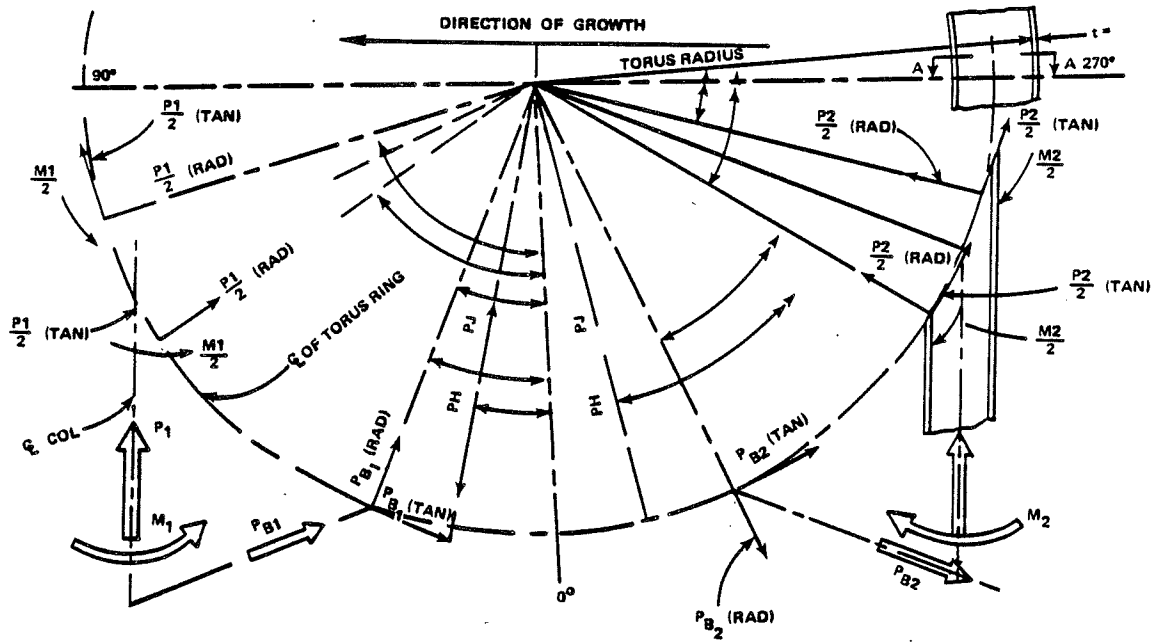 DIRECTION OF GROWTH
TORUS RADIUS
t =
90°
A
A 270°
P1/2 (TAN)
P2/2 (RAD)
P2/2 (TAN)
M1/2
P1/2 (RAD)
M2/2
P1/2 (RAD)
P2/2 (RAD)
P2/2 (TAN)
P1/2 (TAN)
M1/2
℄ OF TORUS RING
PJ
PJ
M2/2
PH
PH
℄ COL
P1
PB1 (RAD)
PB2 (TAN)
PB1 (TAN)
M1
PB1
M2
PB2
0°
PB2 (RAD)